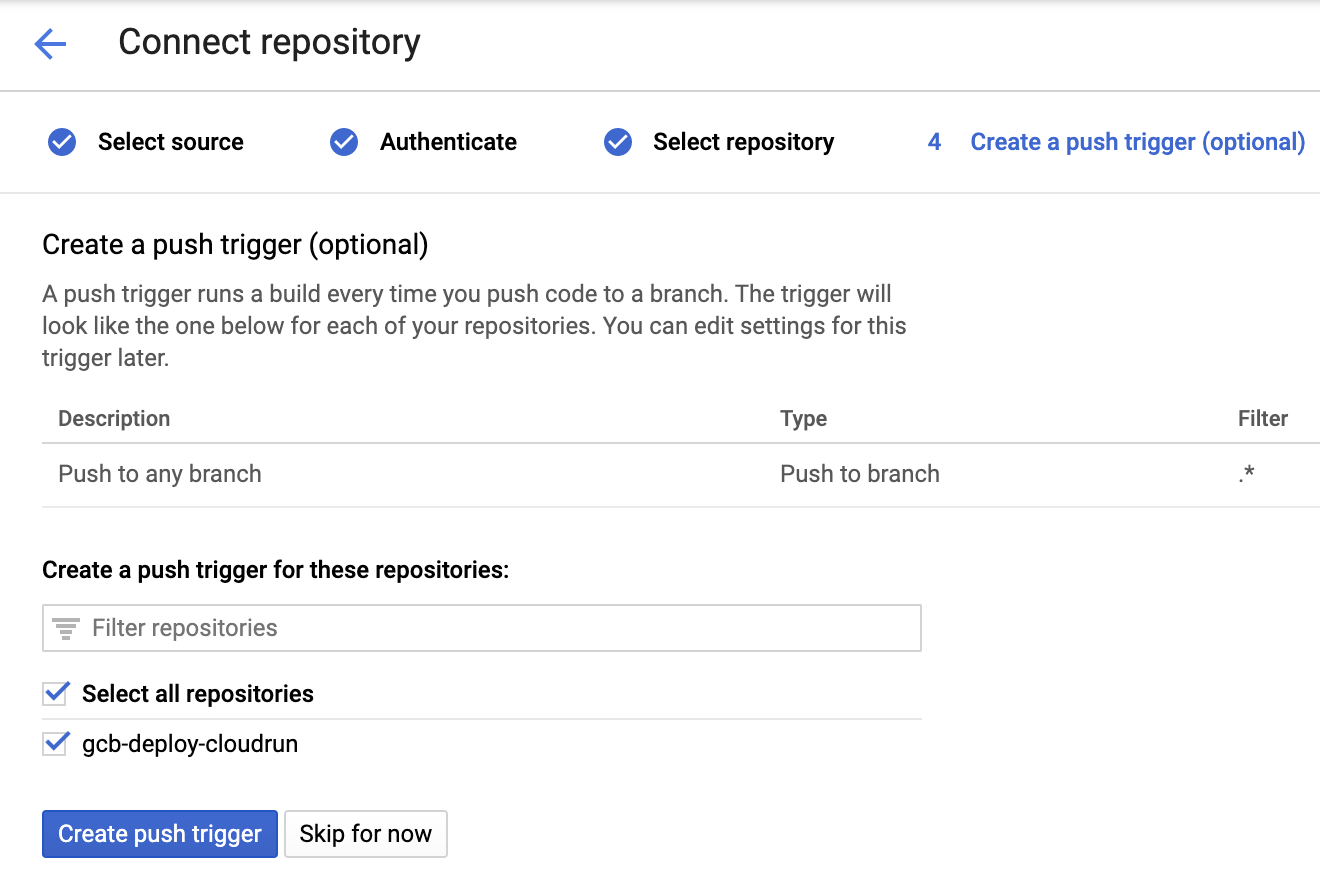 Connect repository
Select source
Authenticate
Select repository
4 Create a push trigger (optional)
Create a push trigger (optional)
A push trigger runs a build every time you push code to a branch. The trigger will
look like the one below for each of your repositories. You can edit settings for this
trigger later.
Description Type Filter
Push to any branch Push to branch .*
Create a push trigger for these repositories:
Filter repositories
Select all repositories
gcb-deploy-cloudrun
Create push trigger Skip for now